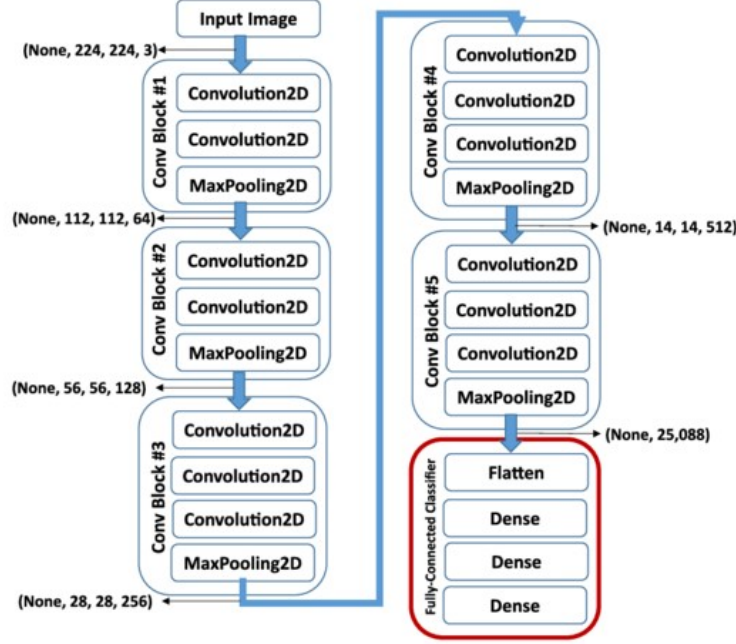 Input Image
(None, 224, 224, 3)
Conv Block #1
Convolution2D
Convolution2D
MaxPooling2D
(None, 112, 112, 64)
Conv Block #2
Convolution2D
Convolution2D
MaxPooling2D
(None, 56, 56, 128)
Conv Block #3
Convolution2D
Convolution2D
Convolution2D
MaxPooling2D
(None, 28, 28, 256)
Conv Block #4
Convolution2D
Convolution2D
Convolution2D
MaxPooling2D
(None, 14, 14, 512)
Conv Block #5
Convolution2D
Convolution2D
Convolution2D
MaxPooling2D
(None, 25,088)
Fully-Connected Classifier
Flatten
Dense
Dense
Dense